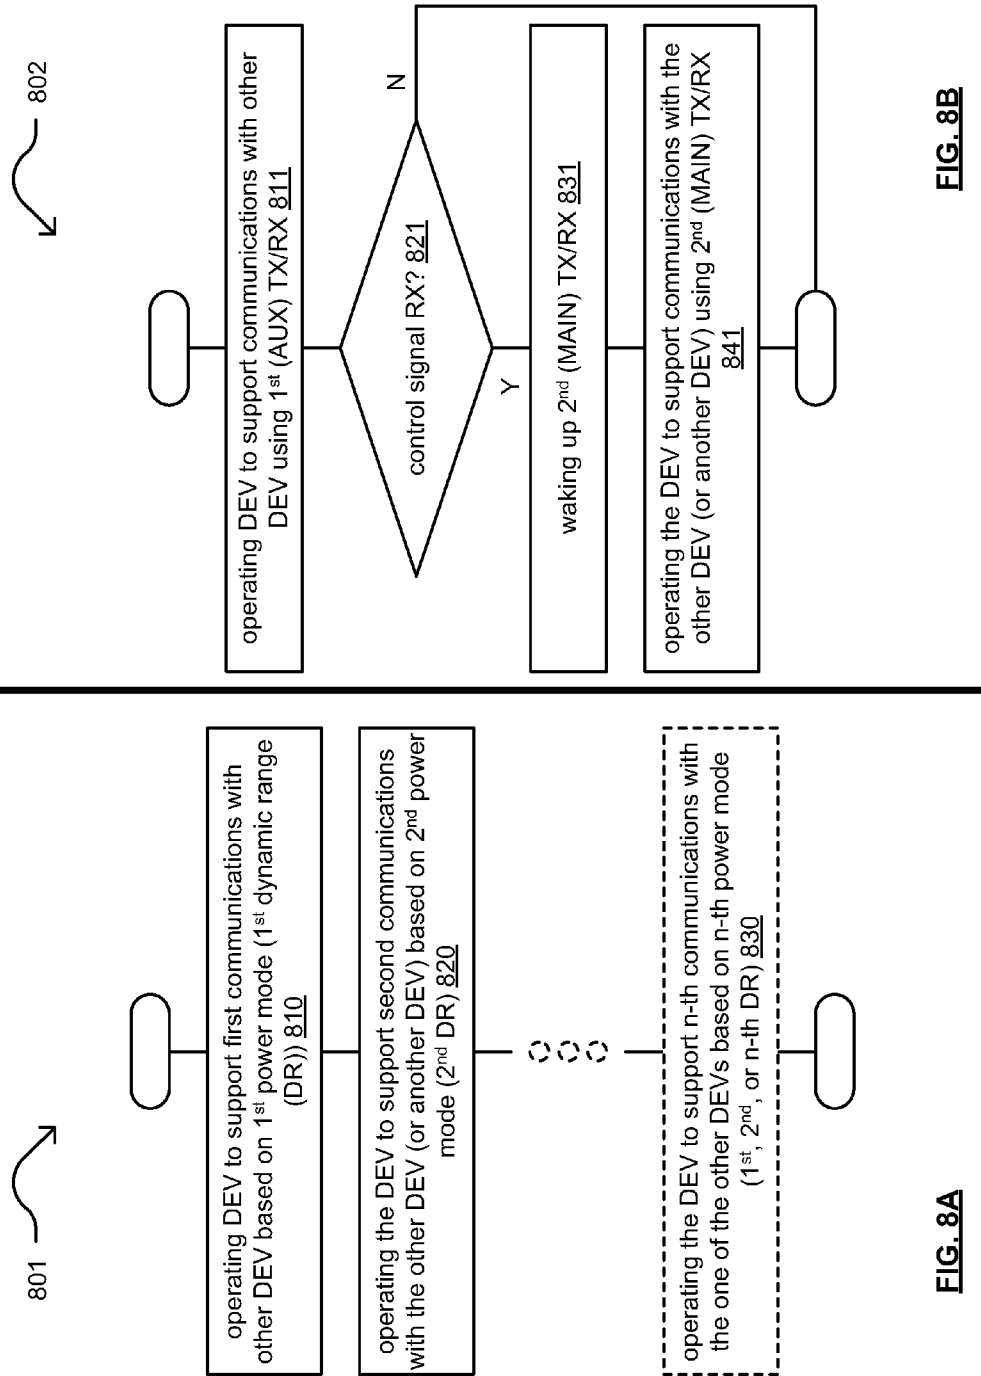 801
operating DEV to support first communications with
other DEV based on 1st power mode (1st dynamic range
(DR)) 810
operating the DEV to support second communications
with the other DEV (or another DEV) based on 2nd power
mode (2nd DR) 820
operating the DEV to support n-th communications with
the one of the other DEVs based on n-th power mode
(1st, 2nd, or n-th DR) 830
FIG. 8A
802
operating DEV to support communications with other
DEV using 1st (AUX) TX/RX 811
control signal RX? 821
N
Y
waking up 2nd (MAIN) TX/RX 831
operating the DEV to support communications with the
other DEV (or another DEV) using 2nd (MAIN) TX/RX
841
FIG. 8B